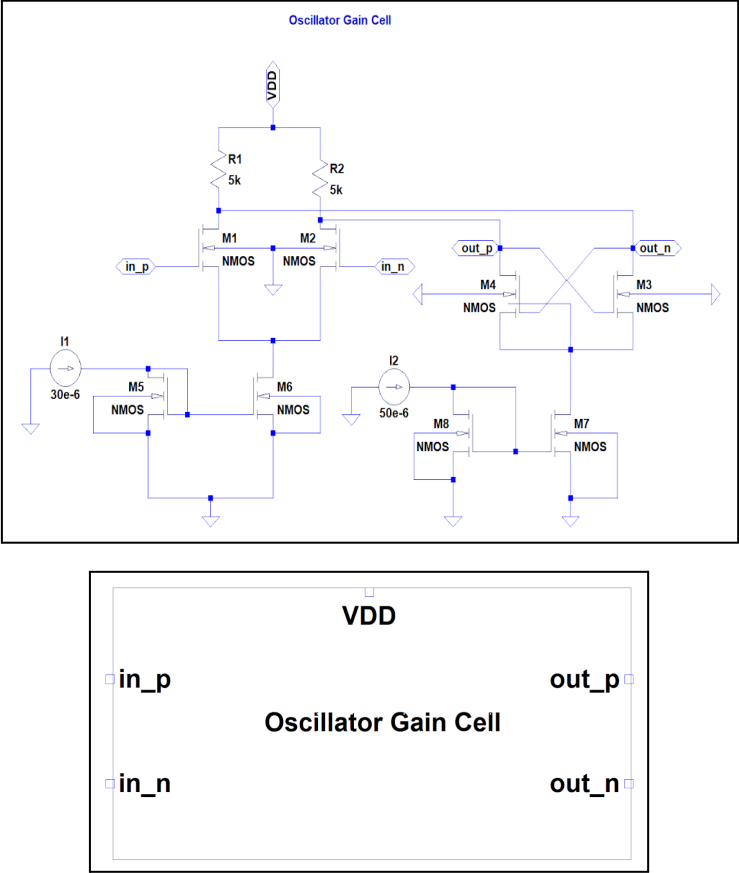 Oscillator Gain Cell
VDD
R1
5k
R2
5k
M1
NMOS
M2
NMOS
in_p
in_n
out_p
out_n
M4
NMOS
M3
NMOS
I1
30e-6
M5
NMOS
M6
NMOS
I2
50e-6
M8
NMOS
M7
NMOS
VDD
in_p
out_p
Oscillator Gain Cell
in_n
out_n